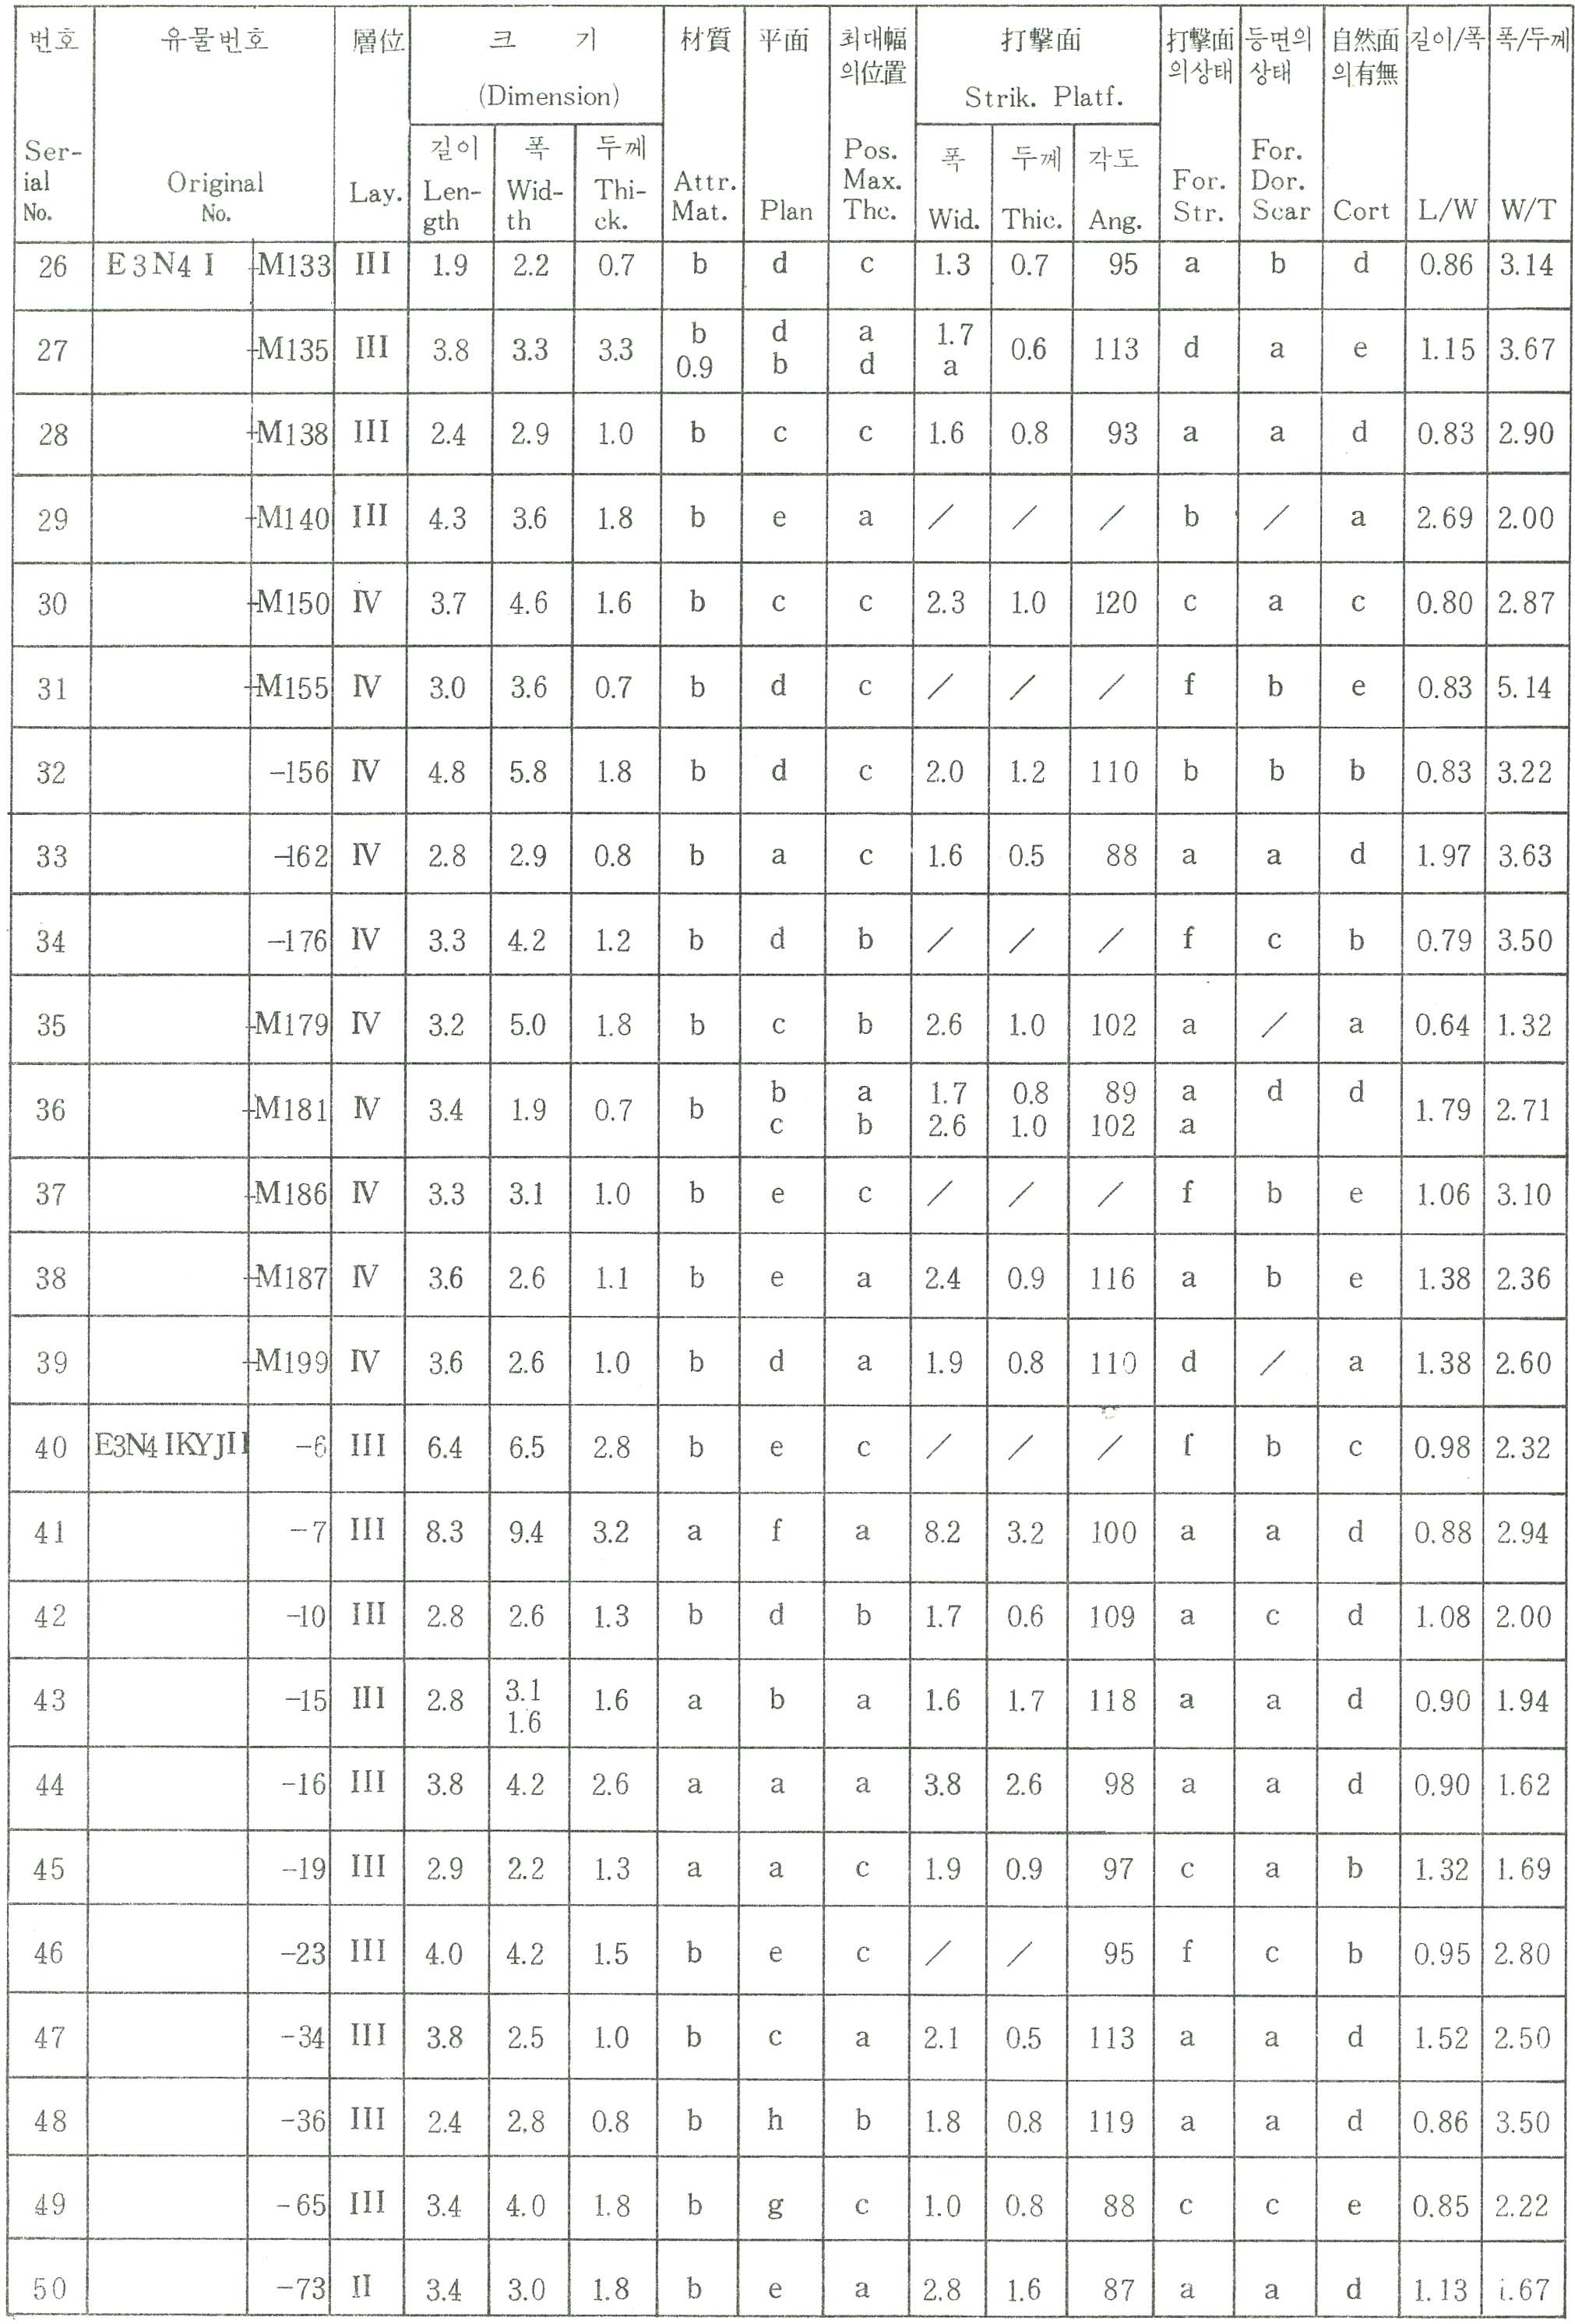 번호 유물번호 層位 크 기 材質 平面 최대幅 打撃面 打撃面 등면의 自然面 길이/폭 폭/두께
의位置 의상태 상태 의有無
(Dimension) Strik. Platf.
길이 폭 두께 폭 두께 각도
Ser- Original Lay. Len- Wid- Thi- Attr. Plan Pos. Wid. Thic. Ang. For. For. Cort L/W W/T
ial No. gth th ck. Mat. Max. Str. Dor.
No. Thc. Scar
26 E3N4 I -M133 III 1.9 2.2 0.7 b d c 1.3 0.7 95 a b d 0.86 3.14
27 -M135 III 3.8 3.3 3.3 b d a 1.7 0.6 113 d a e 1.15 3.67
0.9 b d a
28 -M138 III 2.4 2.9 1.0 b c c 1.6 0.8 93 a a d 0.83 2.90
29 -M140 III 4.3 3.6 1.8 b e a / / / b / a 2.69 2.00
30 -M150 IV 3.7 4.6 1.6 b c c 2.3 1.0 120 c a c 0.80 2.87
31 -M155 IV 3.0 3.6 0.7 b d c / / / f b e 0.83 5.14
32 -156 IV 4.8 5.8 1.8 b d c 2.0 1.2 110 b b b 0.83 3.22
33 -162 IV 2.8 2.9 0.8 b a c 1.6 0.5 88 a a d 1.97 3.63
34 -176 IV 3.3 4.2 1.2 b d b / / / f c b 0.79 3.50
35 -M179 IV 3.2 5.0 1.8 b c b 2.6 1.0 102 a / a 0.64 1.32
36 -M181 IV 3.4 1.9 0.7 b b a 1.7 0.8 89 a d d 1.79 2.71
c b 2.6 1.0 102 a
37 -M186 IV 3.3 3.1 1.0 b e c / / / f b e 1.06 3.10
38 -M187 IV 3.6 2.6 1.1 b e a 2.4 0.9 116 a b e 1.38 2.36
39 -M199 IV 3.6 2.6 1.0 b d a 1.9 0.8 110 d / a 1.38 2.60
40 E3N4 IKYJII -6 III 6.4 6.5 2.8 b e c / / / f b c 0.98 2.32
41 -7 III 8.3 9.4 3.2 a f a 8.2 3.2 100 a a d 0.88 2.94
42 -10 III 2.8 2.6 1.3 b d b 1.7 0.6 109 a c d 1.08 2.00
43 -15 III 2.8 3.1 1.6 a b a 1.6 1.7 118 a a d 0.90 1.94
1.6
44 -16 III 3.8 4.2 2.6 a a a 3.8 2.6 98 a a d 0.90 1.62
45 -19 III 2.9 2.2 1.3 a a c 1.9 0.9 97 c a b 1.32 1.69
46 -23 III 4.0 4.2 1.5 b e c / / 95 f c b 0.95 2.80
47 -34 III 3.8 2.5 1.0 b c a 2.1 0.5 113 a a d 1.52 2.50
48 -36 III 2.4 2.8 0.8 b h b 1.8 0.8 119 a a d 0.86 3.50
49 -65 III 3.4 4.0 1.8 b g c 1.0 0.8 88 c c e 0.85 2.22
50 -73 II 3.4 3.0 1.8 b e a 2.8 1.6 87 a a d 1.13 1.67